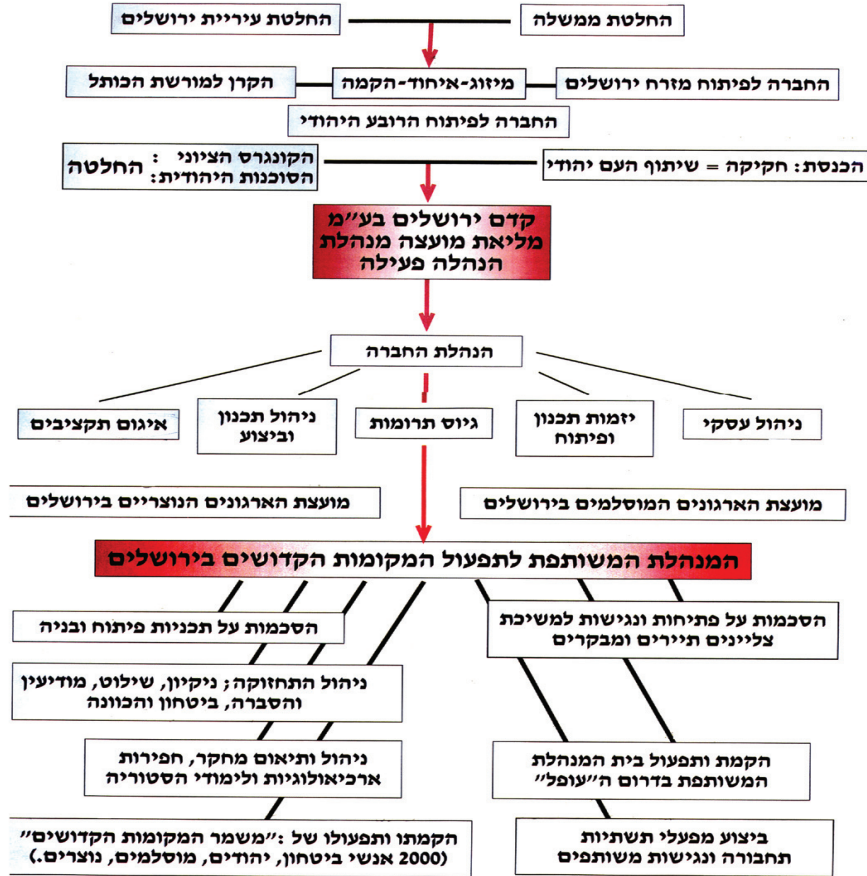 החלטת ממשלה
החלטת עיריית ירושלים
החברה לפיתוח מזרח ירושלים
מיזוג-איחוד-הקמה
הקרן למורשת הכותל
החברה לפיתוח הרובע היהודי
הכנסת: חקיקה = שיתוף העם יהודי
הקונגרס הציוני :
הסוכנות היהודית: החלטה
קדם ירושלים בע״מ
מליאת מועצה מנהלת
הנהלה פעילה
הנהלת החברה
ניהול עסקי
יזמות תכנון
ופיתוח
גיוס תרומות
ניהול תכנון
וביצוע
איגום תקציבים
מועצת הארגונים המוסלמים בירושלים
מועצת הארגונים הנוצריים בירושלים
המנהלת המשותפת לתפעול המקומות הקדושים בירושלים
הסכמות על פתיחות ונגישות למשיכת
צליינים תיירים ומבקרים
הסכמות על תכניות פיתוח ובניה
ניהול התחזוקה; ניקיון, שילוט, מודיעין
והסברה, ביטחון והכוונה
הקמת ותפעול בית המנהלת
המשותפת בדרום ה״עופל״
ניהול ותיאום מחקר, חפירות
ארכיאולוגיות ולימודי הסטוריה
ביצוע מפעלי תשתיות
תחבורה ונגישות משותפים
הקמתו ותפעולו של :״משמר המקומות הקדושים״
(2000 אנשי ביטחון, יהודים, מוסלמים, נוצרים.)